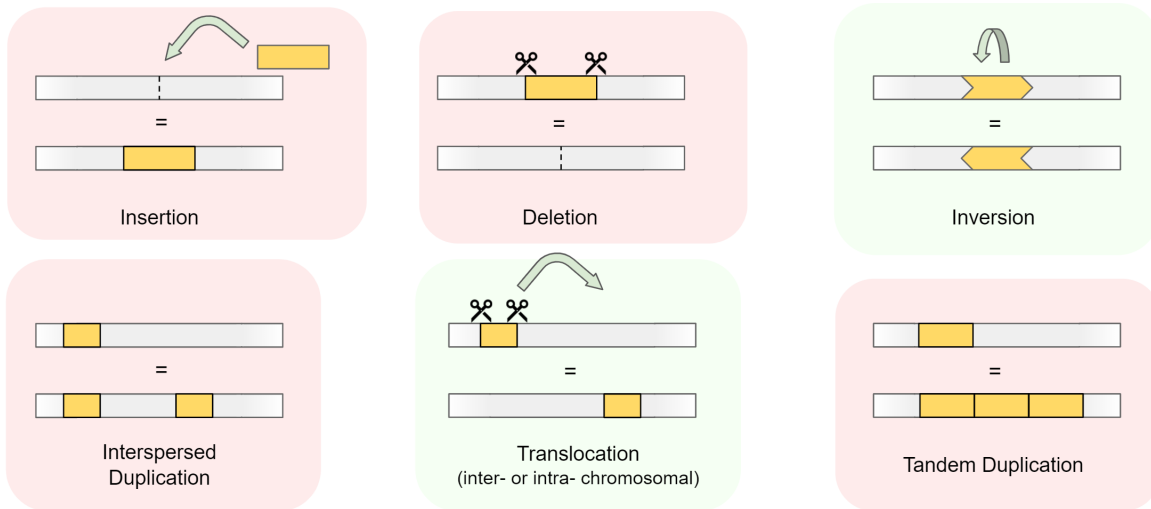 =
Insertion
=
Deletion
=
Inversion
=
Interspersed
Duplication
=
Translocation
(inter- or intra- chromosomal)
=
Tandem Duplication